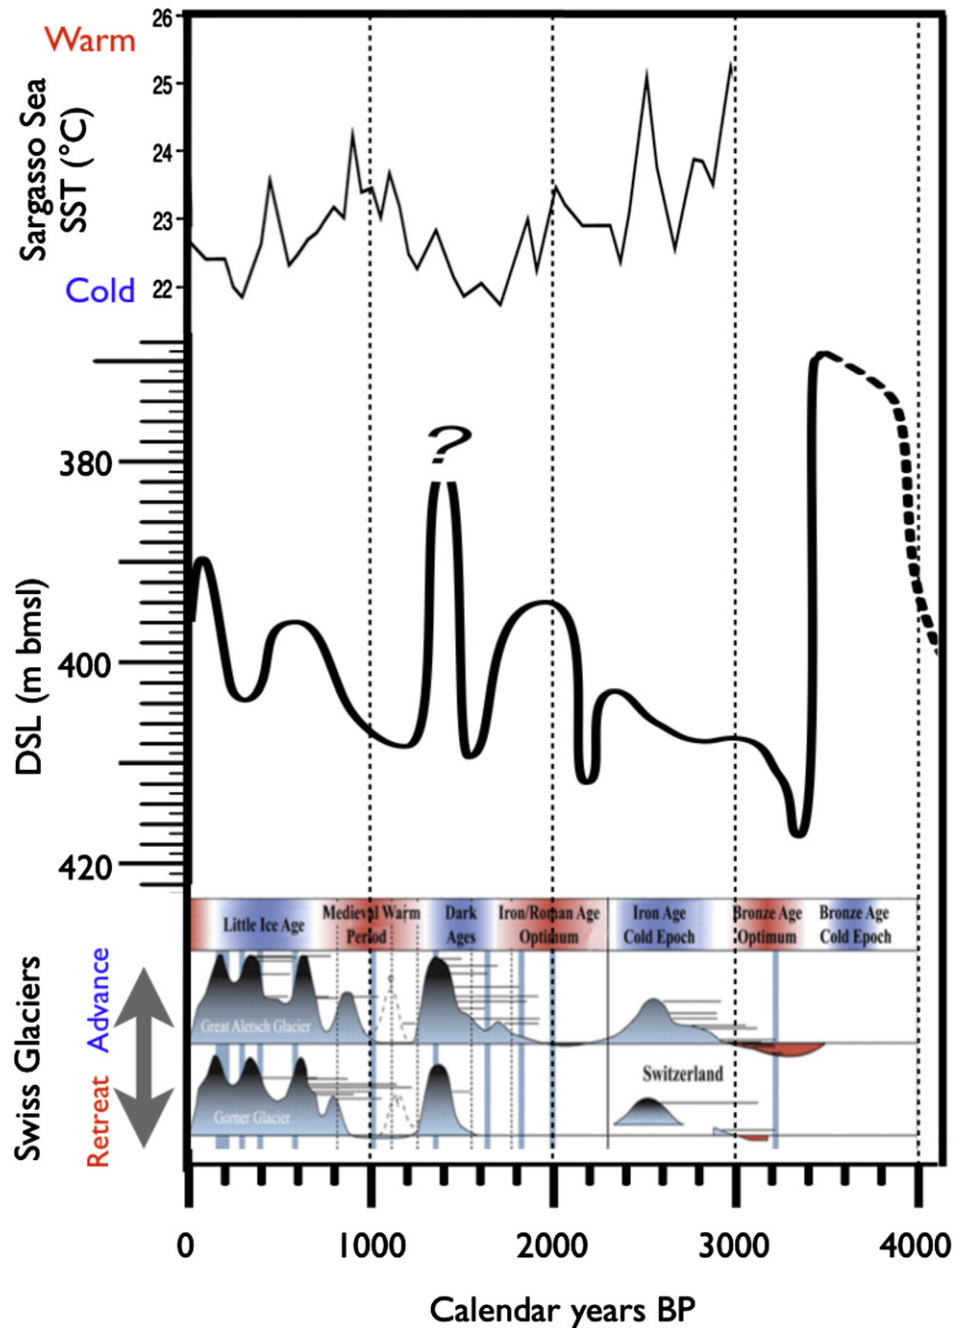 Warm
Sargasso Sea
SST (°C)
Cold
26
25
24
23
22
?
DSL (m bmsl)
380
400
420
Little Ice Age
Medieval Warm
Period
Dark
Ages
Iron/Roman Age
Optimum
Iron Age
Cold Epoch
Bronze Age
Optimum
Bronze Age
Cold Epoch
Swiss Glaciers
Advance
Retreat
Great Aletsch Glacier
Switzerland
Gorner Glacier
0
1000
2000
3000
4000
Calendar years BP